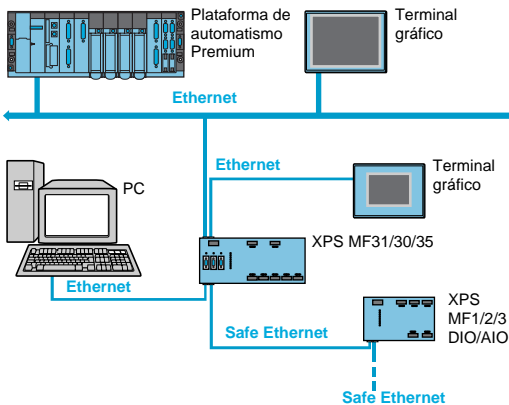 Plataforma de
automatismo
Premium
Terminal
gráfico
Ethernet
Ethernet
Terminal
gráfico
PC
XPS MF31/30/35
Ethernet
XPS
MF1/2/3
DIO/AIO
Safe Ethernet
Safe Ethernet